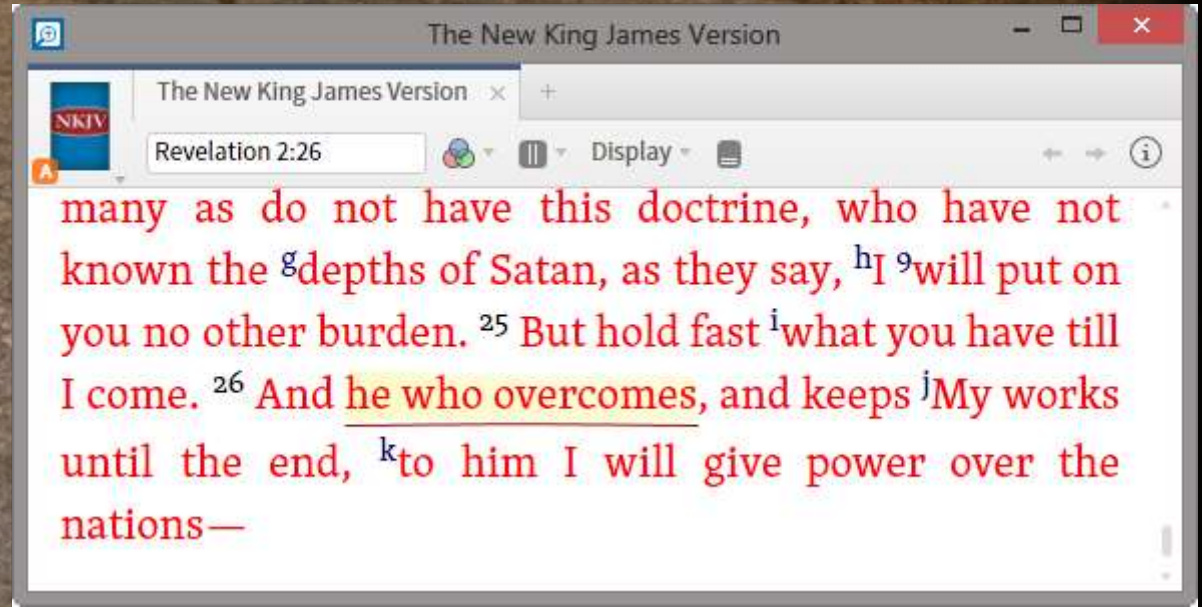 The New King James Version
The New King James Version
NKJV
A
Revelation 2:26
Display
many as do not have this doctrine, who have not
known the gdepths of Satan, as they say, hI 9will put on
you no other burden. 25 But hold fast iwhat you have till
I come. 26 And he who overcomes, and keeps jMy works
until the end, kto him I will give power over the
nations—